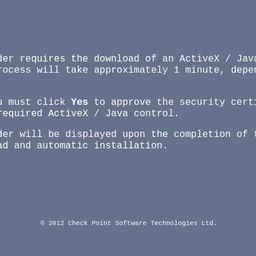 der requires the download of an ActiveX / Java
rocess will take approximately 1 minute, depen
u must click Yes to approve the security certi
required ActiveX / Java control.
der will be displayed upon the completion of t
ad and automatic installation.
© 2012 Check Point Software Technologies Ltd.